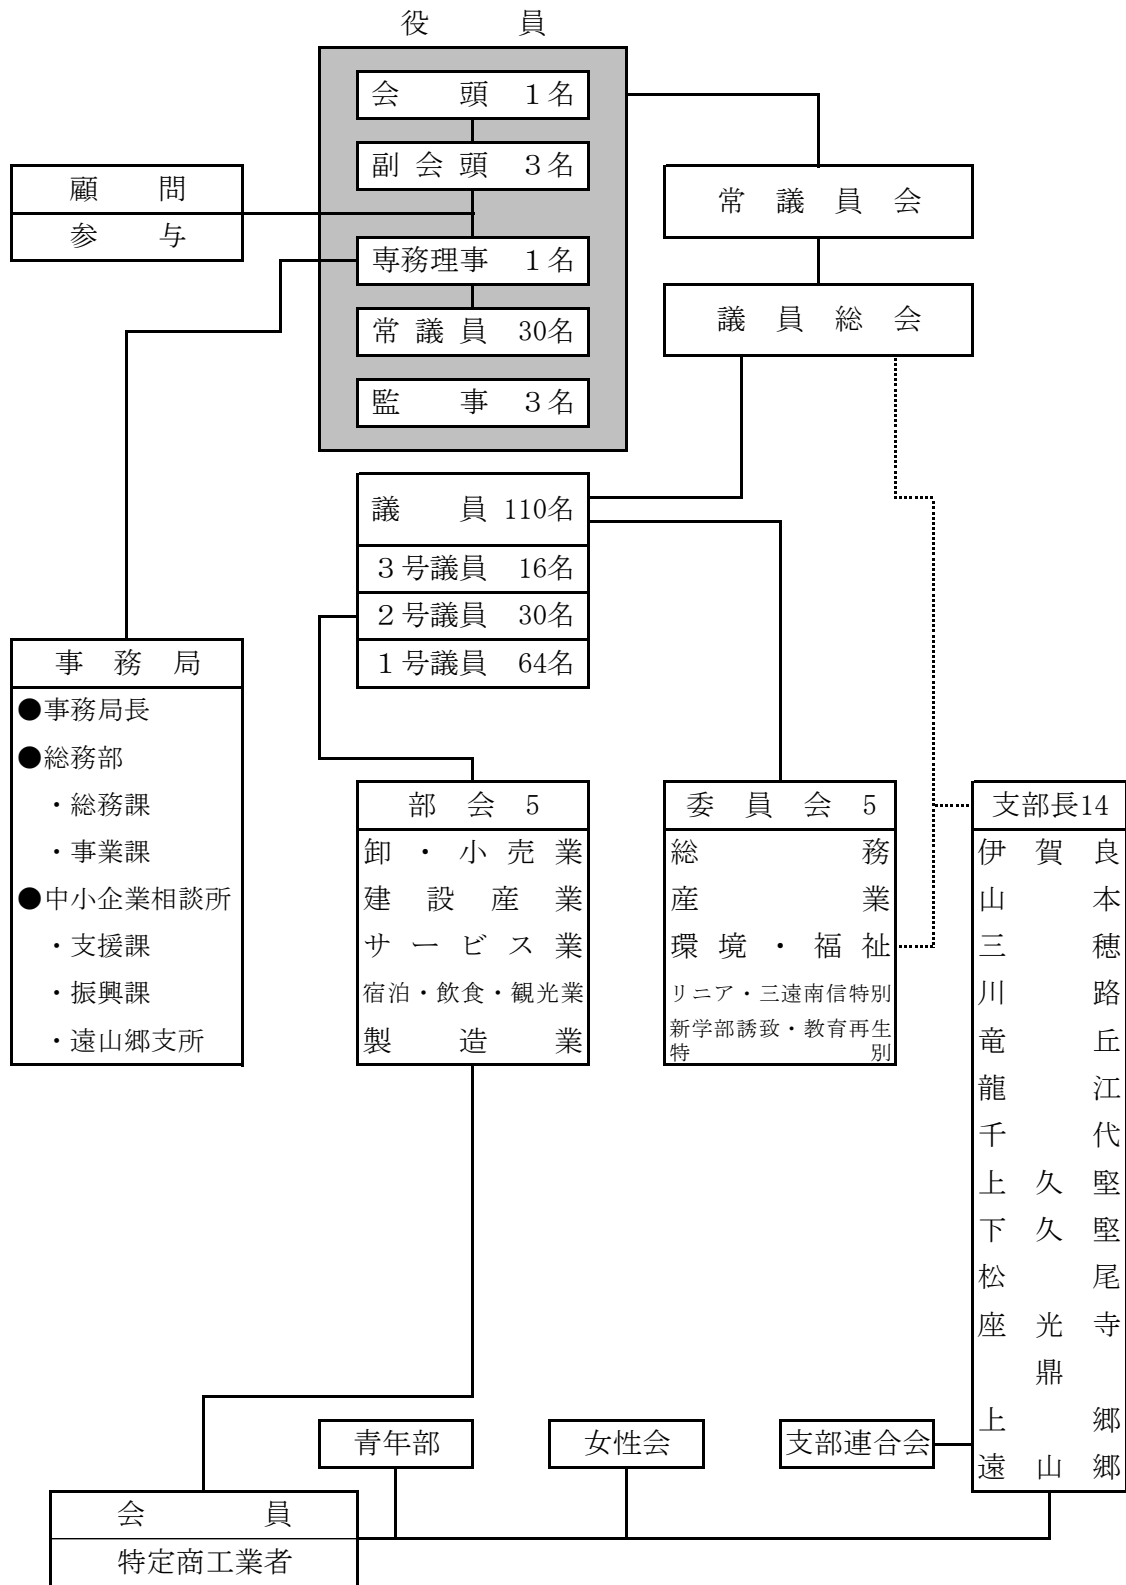 役員
会頭 1名
副会頭 3名
専務理事 1名
常議員 30名
監事 3名
顧問
参与
常議員会
議員総会
議員 110名
3号議員 16名
2号議員 30名
1号議員 64名
事務局
●事務局長
●総務部
・総務課
・事業課
●中小企業相談所
・支援課
・振興課
・遠山郷支所
部会 5
卸・小売業
建設産業
サービス業
宿泊・飲食・観光業
製造業
委員会 5
総務
産業
環境・福祉
リニア・三遠南信特別
新学部誘致・教育再生
特別
支部長14
伊賀良
山本
三穂
川路
竜丘
龍江
千代
上久堅
下久堅
松尾
座光寺
鼎
上郷
遠山郷
青年部
女性会
支部連合会
会員
特定商工業者